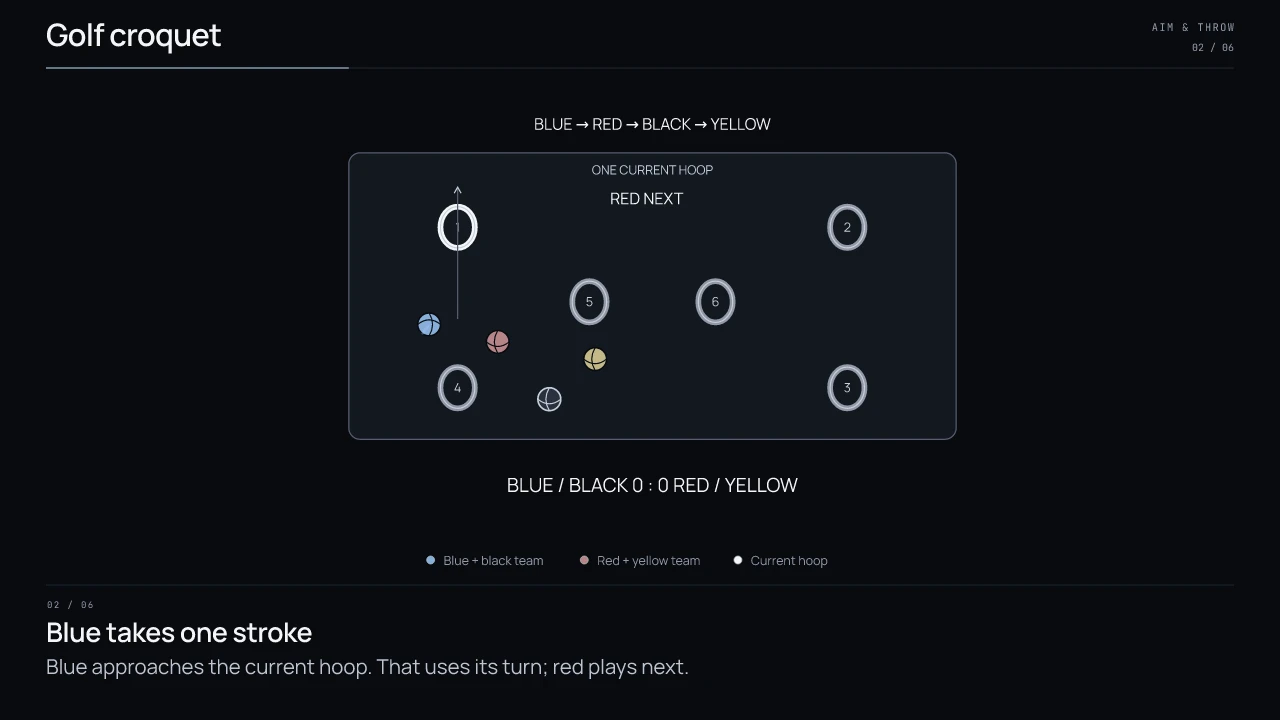 Golf croquet
AIM & THROW
02 / 06
BLUE → RED → BLACK → YELLOW
ONE CURRENT HOOP
RED NEXT
1
2
5
6
4
3
BLUE / BLACK 0 : 0 RED / YELLOW
Blue + black team
Red + yellow team
Current hoop
02 / 06
Blue takes one stroke
Blue approaches the current hoop. That uses its turn; red plays next.